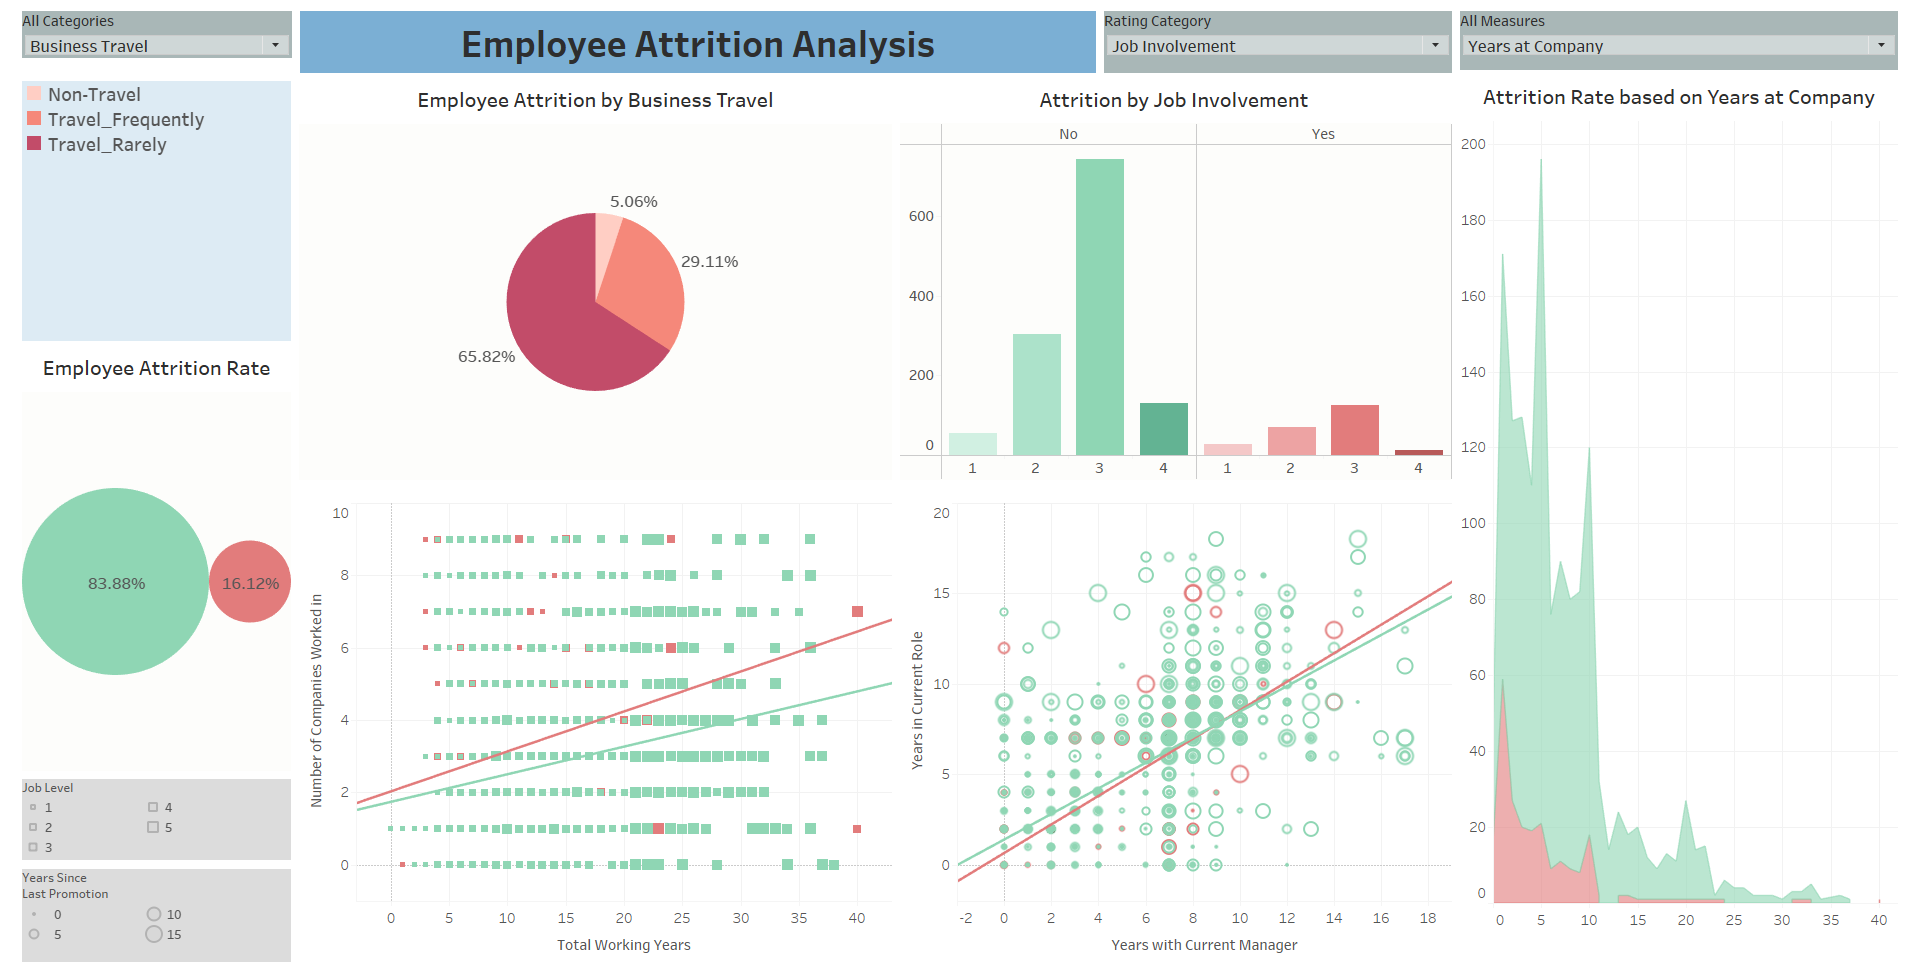 All Categories
Business Travel
Employee Attrition Analysis
Rating Category
Job Involvement
All Measures
Years at Company
Non-Travel
Travel_Frequently
Travel_Rarely
Employee Attrition by Business Travel
5.06%
29.11%
65.82%
Attrition by Job Involvement
No Yes
600
400
200
0
1 2 3 4 1 2 3 4
Attrition Rate based on Years at Company
200
180
160
140
120
100
80
60
40
20
0
0 5 10 15 20 25 30 35 40
Employee Attrition Rate
83.88%
16.12%
Job Level
1 4
2 5
3
Years Since
Last Promotion
0 10
5 15
Number of Companies Worked in
10
8
6
4
2
0
0 5 10 15 20 25 30 35 40
Total Working Years
Years in Current Role
20
15
10
5
0
-2 0 2 4 6 8 10 12 14 16 18
Years with Current Manager